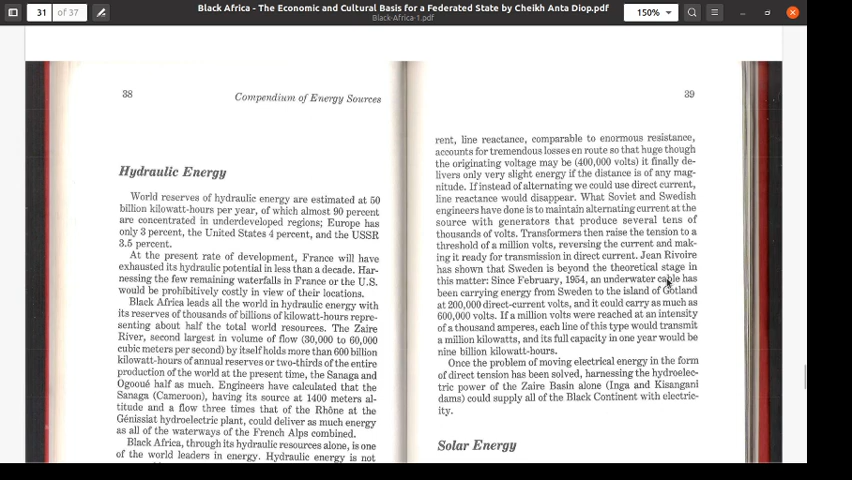 Black Africa - The Economic and Cultural Basis for a Federated State by Cheikh Anta Diop.pdf
Black-Africa-1.pdf
31 of 37
150%
38
Compendium of Energy Sources
Hydraulic Energy
World reserves of hydraulic energy are estimated at 50
billion kilowatt-hours per year, of which almost 90 percent
are concentrated in underdeveloped regions; Europe has
only 3 percent, the United States 4 percent, and the USSR
3.5 percent.
At the present rate of development, France will have
exhausted its hydraulic potential in less than a decade. Har-
nessing the few remaining waterfalls in France or the U.S.
would be prohibitively costly in view of their locations.
Black Africa leads all the world in hydraulic energy with
its reserves of thousands of billions of kilowatt-hours repre-
senting about half the total world resources. The Zaire
River, second largest in volume of flow (30,000 to 60,000
cubic meters per second) by itself holds more than 600 billion
kilowatt-hours of annual reserves or two-thirds of the entire
production of the world at the present time, the Sanaga and
Ogooué half as much. Engineers have calculated that the
Sanaga (Cameroon), having its source at 1400 meters al-
titude and a flow three times that of the Rhône at the
Génissiat hydroelectric plant, could deliver as much energy
as all of the waterways of the French Alps combined.
Black Africa, through its hydraulic resources alone, is one
of the world leaders in energy. Hydraulic energy is not
39
rent, line reactance, comparable to enormous resistance,
accounts for tremendous losses en route so that huge though
the originating voltage may be (400,000 volts) it finally de-
livers only very slight energy if the distance is of any mag-
nitude. If instead of alternating we could use direct current,
line reactance would disappear. What Soviet and Swedish
engineers have done is to maintain alternating current at the
source with generators that produce several tens of
thousands of volts. Transformers then raise the tension to a
threshold of a million volts, reversing the current and mak-
ing it ready for transmission in direct current. Jean Rivoire
has shown that Sweden is beyond the theoretical stage in
this matter: Since February, 1954, an underwater cable has
been carrying energy from Sweden to the island of Gotland
at 200,000 direct-current volts, and it could carry as much as
600,000 volts. If a million volts were reached at an intensity
of a thousand amperes, each line of this type would transmit
a million kilowatts, and its full capacity in one year would be
nine billion kilowatt-hours.
Once the problem of moving electrical energy in the form
of direct tension has been solved, harnessing the hydroelec-
tric power of the Zaire Basin alone (Inga and Kisangani
dams) could supply all of the Black Continent with electric-
ity.
Solar Energy